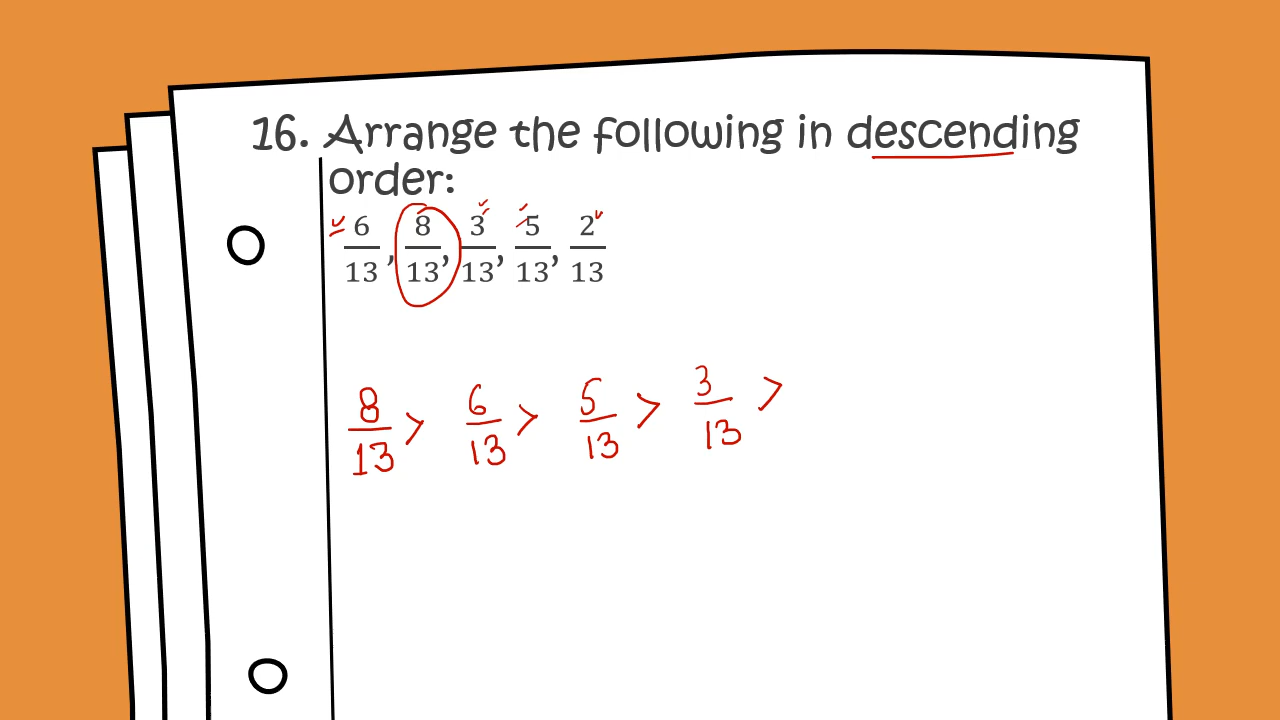 16. Arrange the following in descending
order:
6/13, 8/13, 3/13, 5/13, 2/13
8/13 > 6/13 > 5/13 > 3/13 >